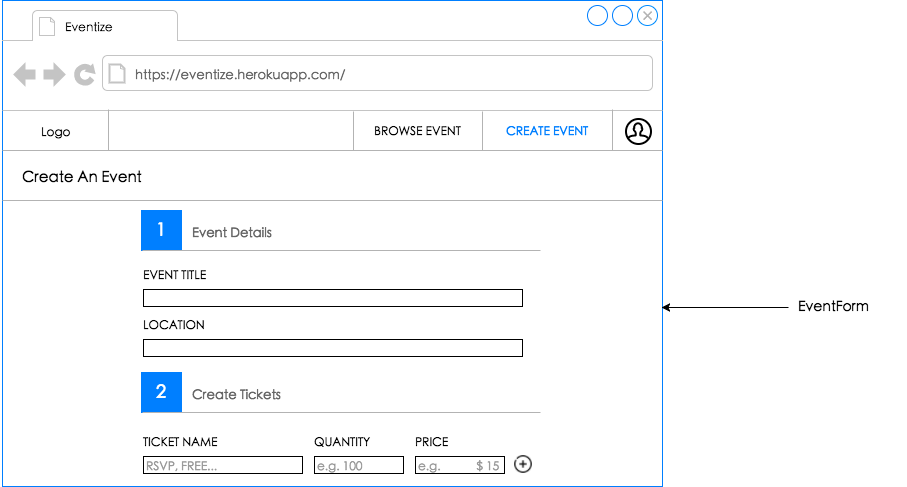 Eventize
https://eventize.herokuapp.com/
Logo
BROWSE EVENT
CREATE EVENT
Create An Event
1
Event Details
EVENT TITLE
LOCATION
2
Create Tickets
TICKET NAME
QUANTITY
PRICE
RSVP, FREE...
e.g. 100
e.g. $ 15
EventForm